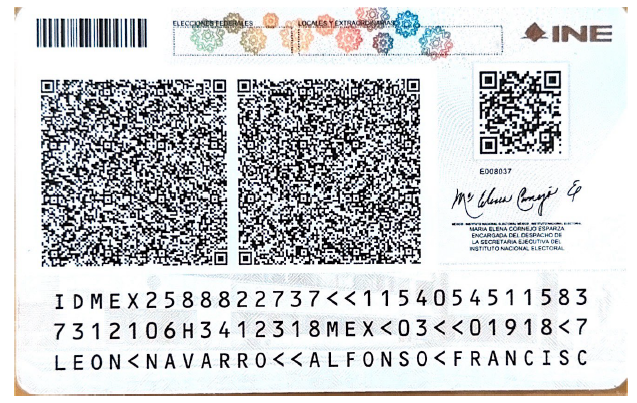 ELECCIONES FEDERALES LOCALES Y EXTRAORDINARIAS
INE
E008037
MARIA ELENA CORNEJO ESPARZA
ENCARGADA DEL DESPACHO DE
LA SECRETARIA EJECUTIVA DEL
INSTITUTO NACIONAL ELECTORAL
IDMEX2588822737<<1154054511583
7312106H3412318MEX<03<<01918<7
LEON<NAVARRO<<ALFONSO<FRANCISC